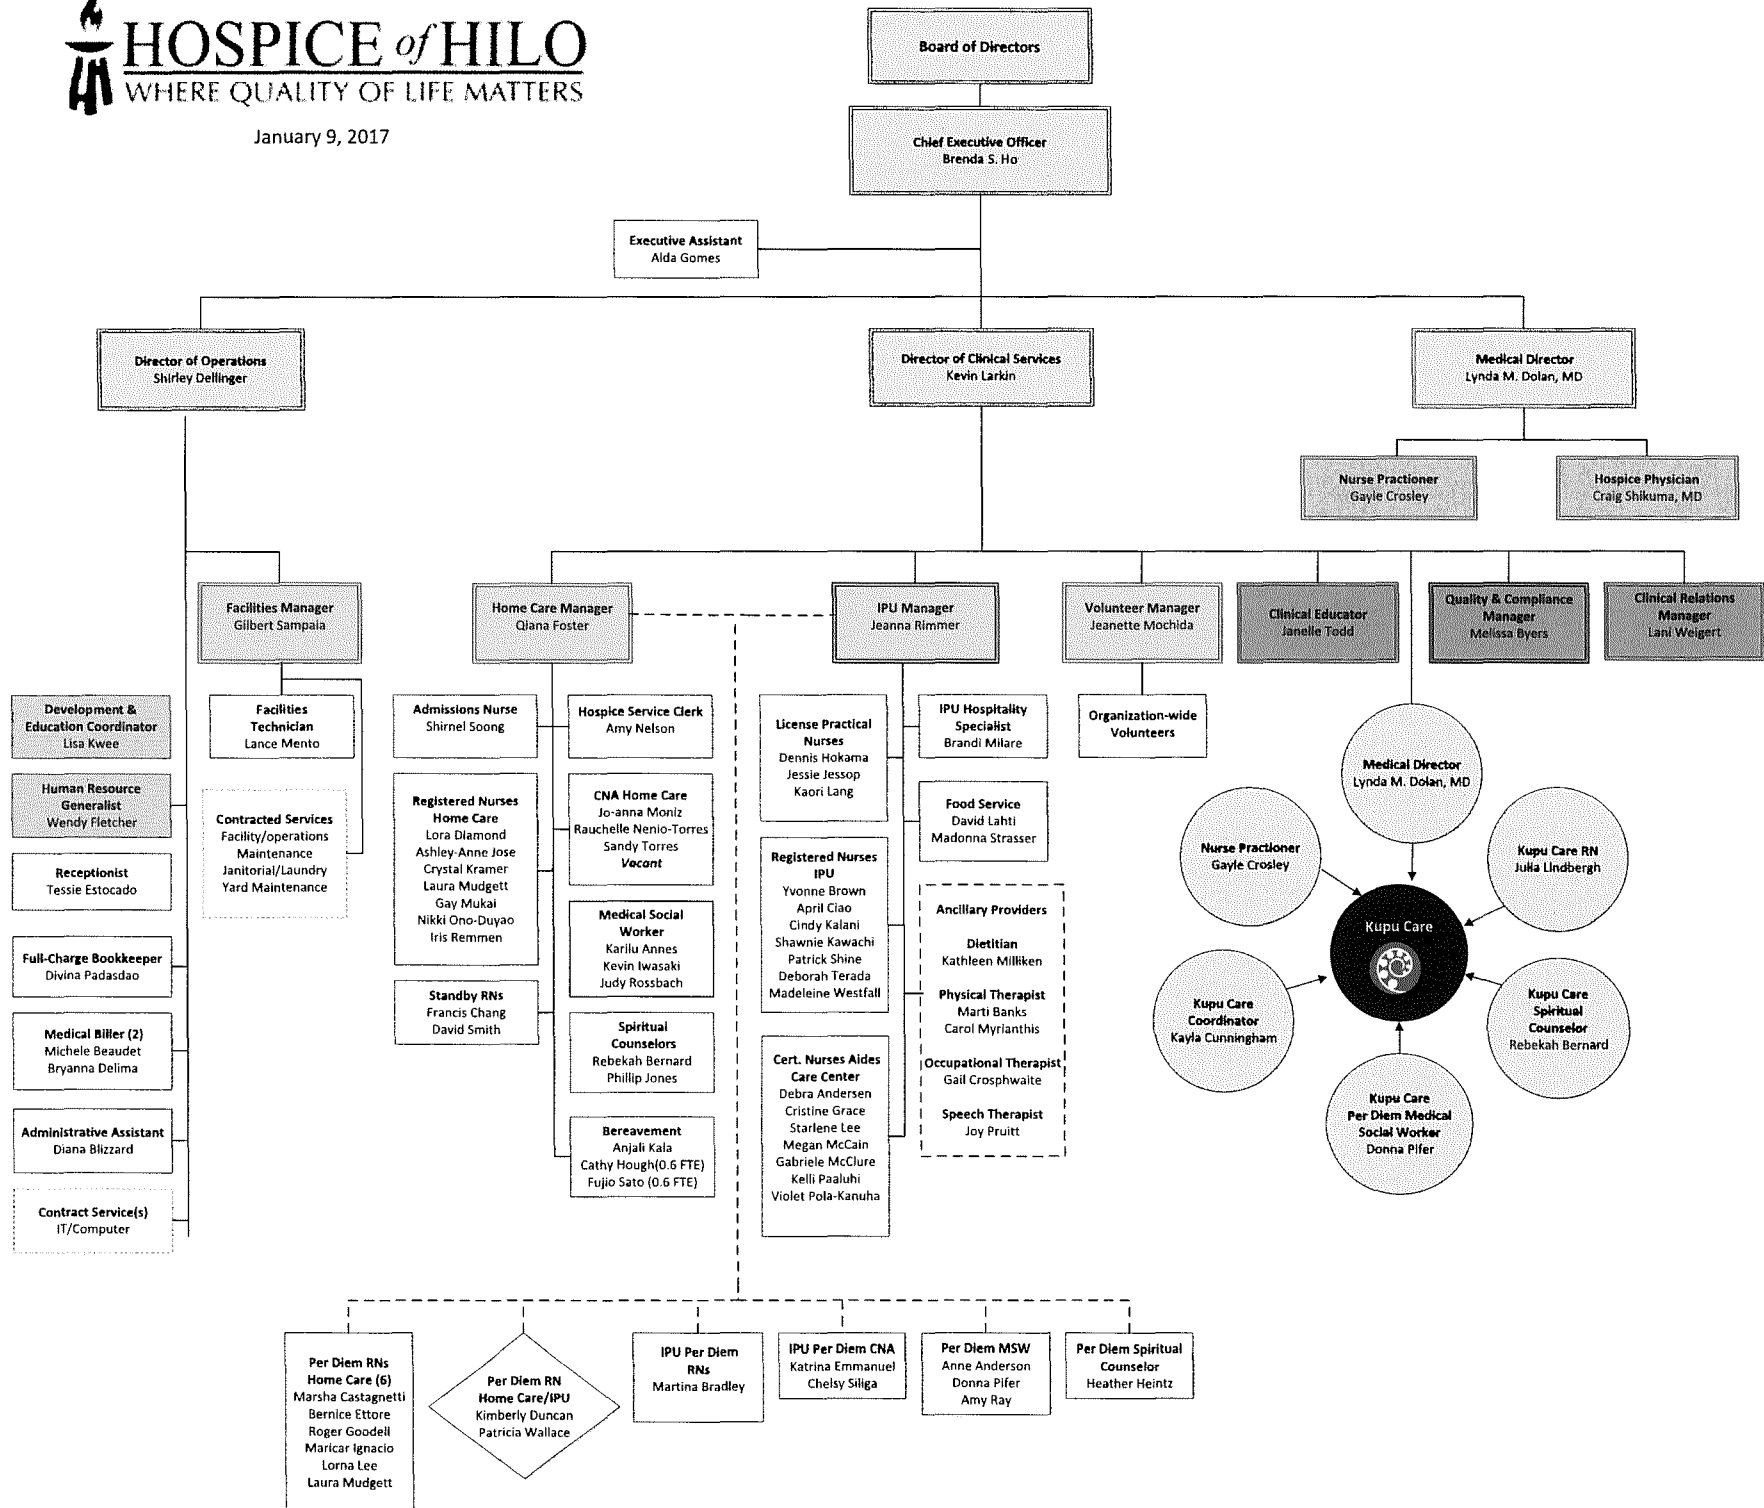 HOSPICE of HILO
WHERE QUALITY OF LIFE MATTERS
January 9, 2017
Board of Directors
Chief Executive Officer
Brenda S. Ho
Executive Assistant
Alda Gomes
Director of Operations
Shirley Dellinger
Director of Clinical Services
Kevin Larkin
Medical Director
Lynda M. Dolan, MD
Nurse Practioner
Gayle Crosley
Hospice Physician
Craig Shikuma, MD
Facilities Manager
Gilbert Sampaia
Home Care Manager
Qiana Foster
IPU Manager
Jeanna Rimmer
Volunteer Manager
Jeanette Mochida
Clinical Educator
Janelle Todd
Quality & Compliance
Manager
Melissa Byers
Clinical Relations
Manager
Lani Weigert
Development &
Education Coordinator
Lisa Kwee
Human Resource
Generalist
Wendy Fletcher
Receptionist
Tessie Estocado
Full-Charge Bookkeeper
Divina Padasdao
Medical Biller (2)
Michele Beaudet
Bryanna Delima
Administrative Assistant
Diana Blizzard
Contract Service(s)
IT/Computer
Facilities
Technician
Lance Mento
Contracted Services
Facility/operations
Maintenance
Janitorial/Laundry
Yard Maintenance
Admissions Nurse
Shirnel Soong
Registered Nurses
Home Care
Lora Diamond
Ashley-Anne Jose
Crystal Kramer
Laura Mudgett
Gay Mukai
Nikki Ono-Duyao
Iris Remmen
Standby RNs
Francis Chang
David Smith
Hospice Service Clerk
Amy Nelson
CNA Home Care
Jo-anna Moniz
Rauchelle Nenio-Torres
Sandy Torres
Vacant
Medical Social
Worker
Karilu Annes
Kevin Iwasaki
Judy Rossbach
Spiritual
Counselors
Rebekah Bernard
Phillip Jones
Bereavement
Anjali Kala
Cathy Hough(0.6 FTE)
Fujio Sato (0.6 FTE)
License Practical
Nurses
Dennis Hokama
Jessie Jessop
Kaori Lang
Registered Nurses
IPU
Yvonne Brown
April Ciao
Cindy Kalani
Shawnie Kawachi
Patrick Shine
Deborah Terada
Madeleine Westfall
Cert. Nurses Aides
Care Center
Debra Andersen
Cristine Grace
Starlene Lee
Megan McCain
Gabriele McClure
Kelli Paaluhi
Violet Pola-Kanuha
IPU Hospitality
Specialist
Brandi Milare
Food Service
David Lahti
Madonna Strasser
Ancillary Providers
Dietitian
Kathleen Milliken
Physical Therapist
Marti Banks
Carol Myrianthis
Occupational Therapist
Gail Crosphwaite
Speech Therapist
Joy Pruitt
Organization-wide
Volunteers
Medical Director
Lynda M. Dolan, MD
Nurse Practioner
Gayle Crosley
Kupu Care RN
Julia Lindbergh
Kupu Care
Kupu Care
Coordinator
Kayla Cunningham
Kupu Care
Spiritual
Counselor
Rebekah Bernard
Kupu Care
Per Diem Medical
Social Worker
Donna Pifer
Per Diem RNs
Home Care (6)
Marsha Castagnetti
Bernice Ettore
Roger Goodell
Maricar Ignacio
Lorna Lee
Laura Mudgett
Per Diem RN
Home Care/IPU
Kimberly Duncan
Patricia Wallace
IPU Per Diem
RNs
Martina Bradley
IPU Per Diem CNA
Katrina Emmanuel
Chelsy Siliga
Per Diem MSW
Anne Anderson
Donna Pifer
Amy Ray
Per Diem Spiritual
Counselor
Heather Heintz